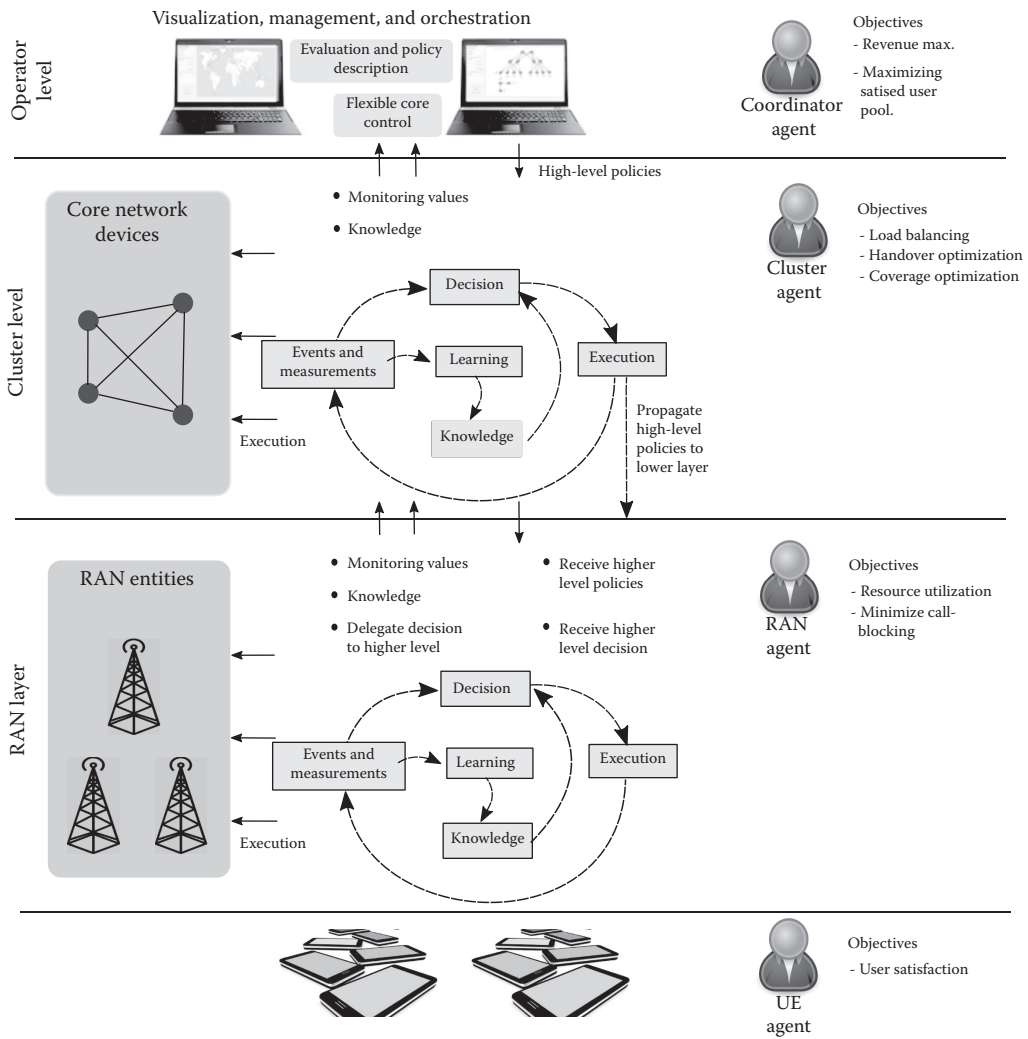 Visualization, management, and orchestration
Operator
level
Evaluation and policy
description
Flexible core
control
Coordinator
agent
Objectives
- Revenue max.
- Maximizing
satised user
pool.
High-level policies
• Monitoring values
• Knowledge
Cluster level
Core network
devices
Execution
Decision
Events and
measurements
Learning
Knowledge
Execution
Propagate
high-level
policies to
lower layer
Cluster
agent
Objectives
- Load balancing
- Handover optimization
- Coverage optimization
RAN layer
RAN entities
Execution
• Monitoring values
• Knowledge
• Delegate decision
to higher level
• Receive higher
level policies
• Receive higher
level decision
Decision
Events and
measurements
Learning
Knowledge
Execution
RAN
agent
Objectives
- Resource utilization
- Minimize call-
blocking
UE
agent
Objectives
- User satisfaction